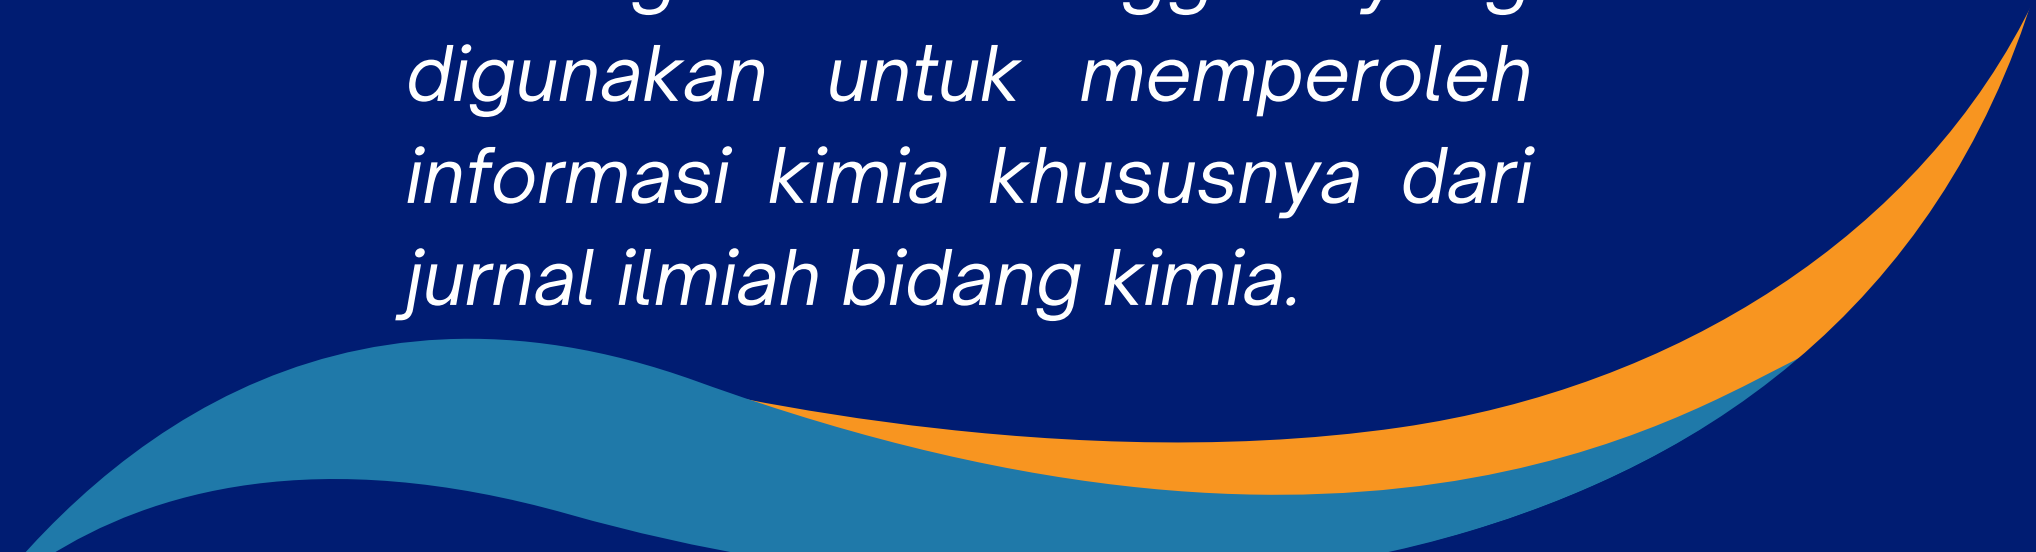 digunakan untuk memperoleh
informasi kimia khususnya dari
jurnal ilmiah bidang kimia.